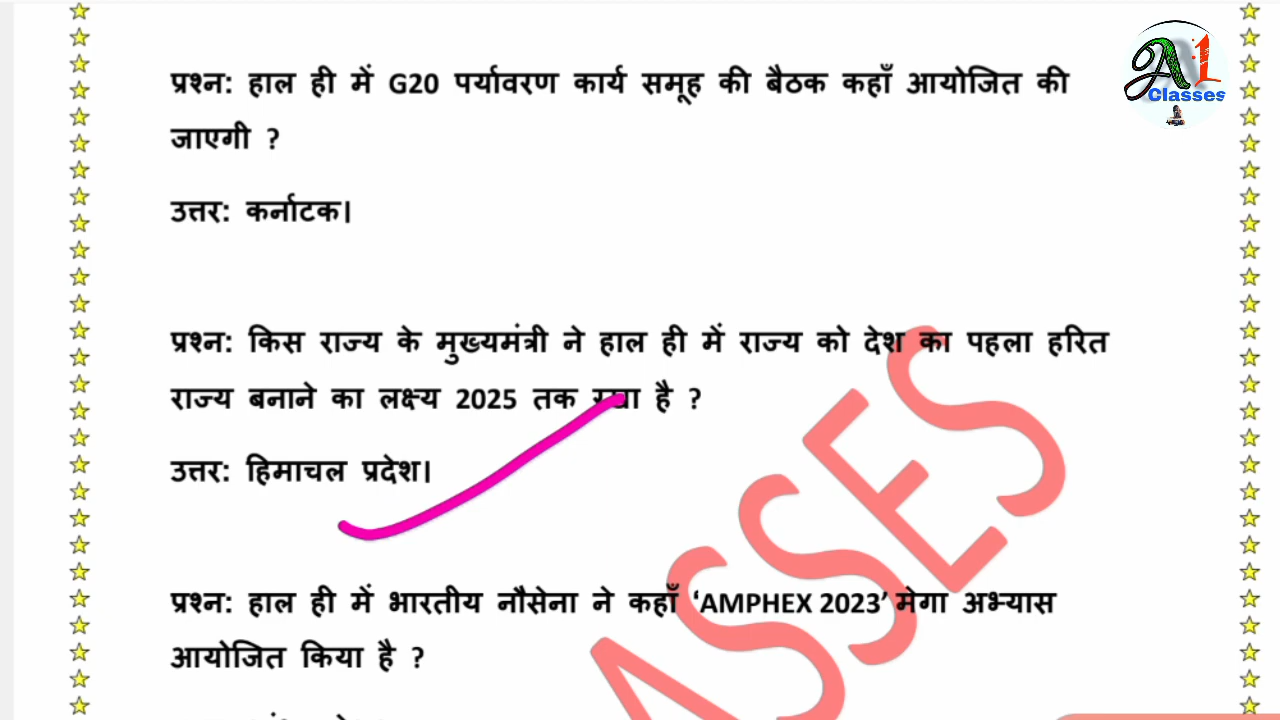 A1
Classes
प्रश्न: हाल ही में G20 पर्यावरण कार्य समूह की बैठक कहाँ आयोजित की
जाएगी ?
उत्तर: कर्नाटक।
प्रश्न: किस राज्य के मुख्यमंत्री ने हाल ही में राज्य को देश का पहला हरित
राज्य बनाने का लक्ष्य 2025 तक रखा है ?
उत्तर: हिमाचल प्रदेश।
प्रश्न: हाल ही में भारतीय नौसेना ने कहाँ ‘AMPHEX 2023’ मेगा अभ्यास
आयोजित किया है ?